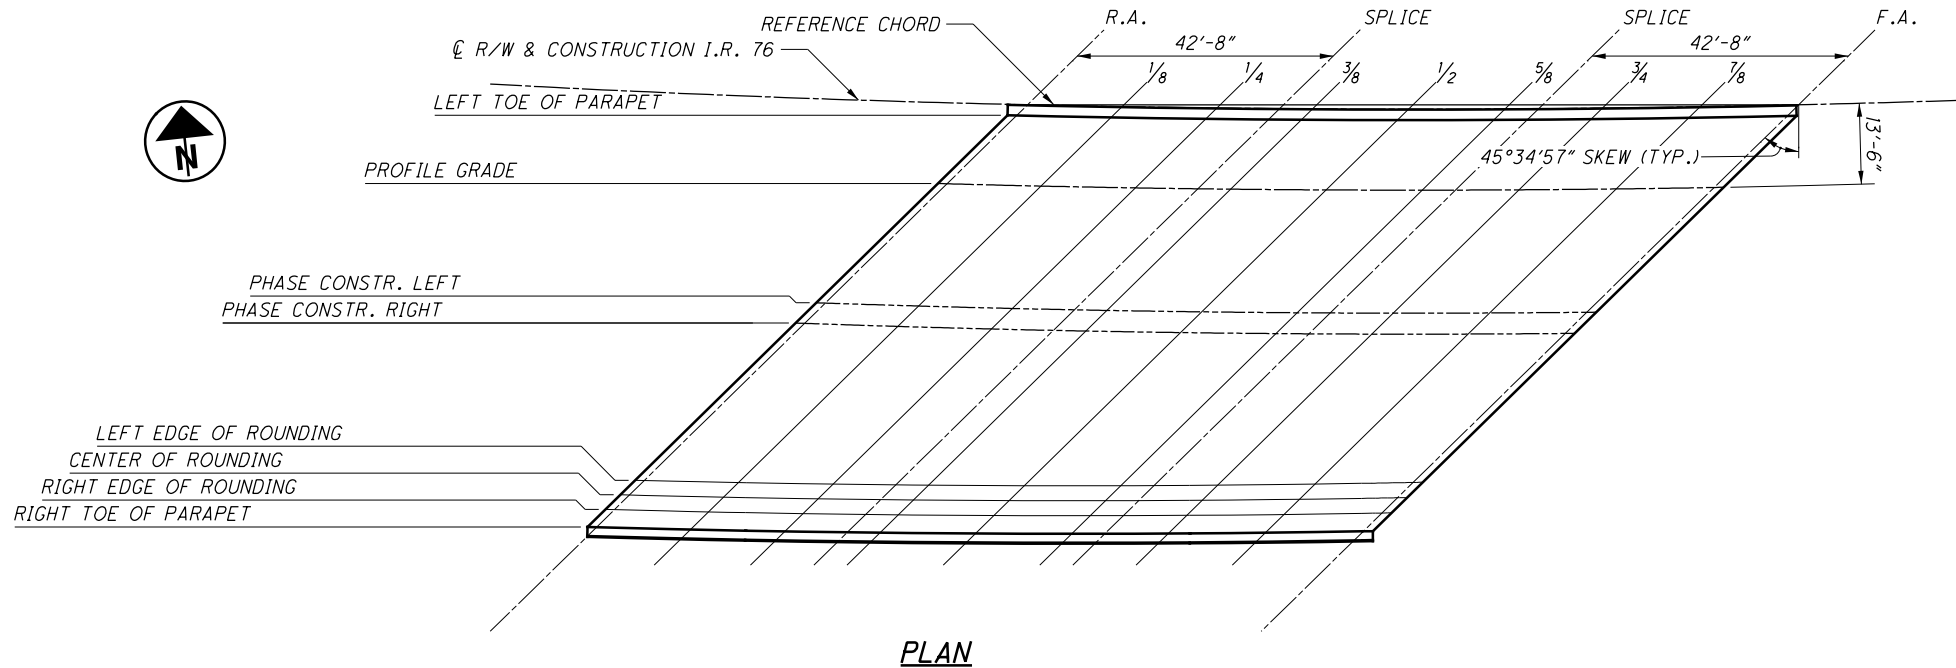 REFERENCE CHORD
R.A.
SPLICE
SPLICE
F.A.
℄ R/W & CONSTRUCTION I.R. 76
42'-8"
42'-8"
1/8
1/4
3/8
1/2
5/8
3/4
7/8
LEFT TOE OF PARAPET
13'-6"
N
45°34'57" SKEW (TYP.)
PROFILE GRADE
PHASE CONSTR. LEFT
PHASE CONSTR. RIGHT
LEFT EDGE OF ROUNDING
CENTER OF ROUNDING
RIGHT EDGE OF ROUNDING
RIGHT TOE OF PARAPET
PLAN